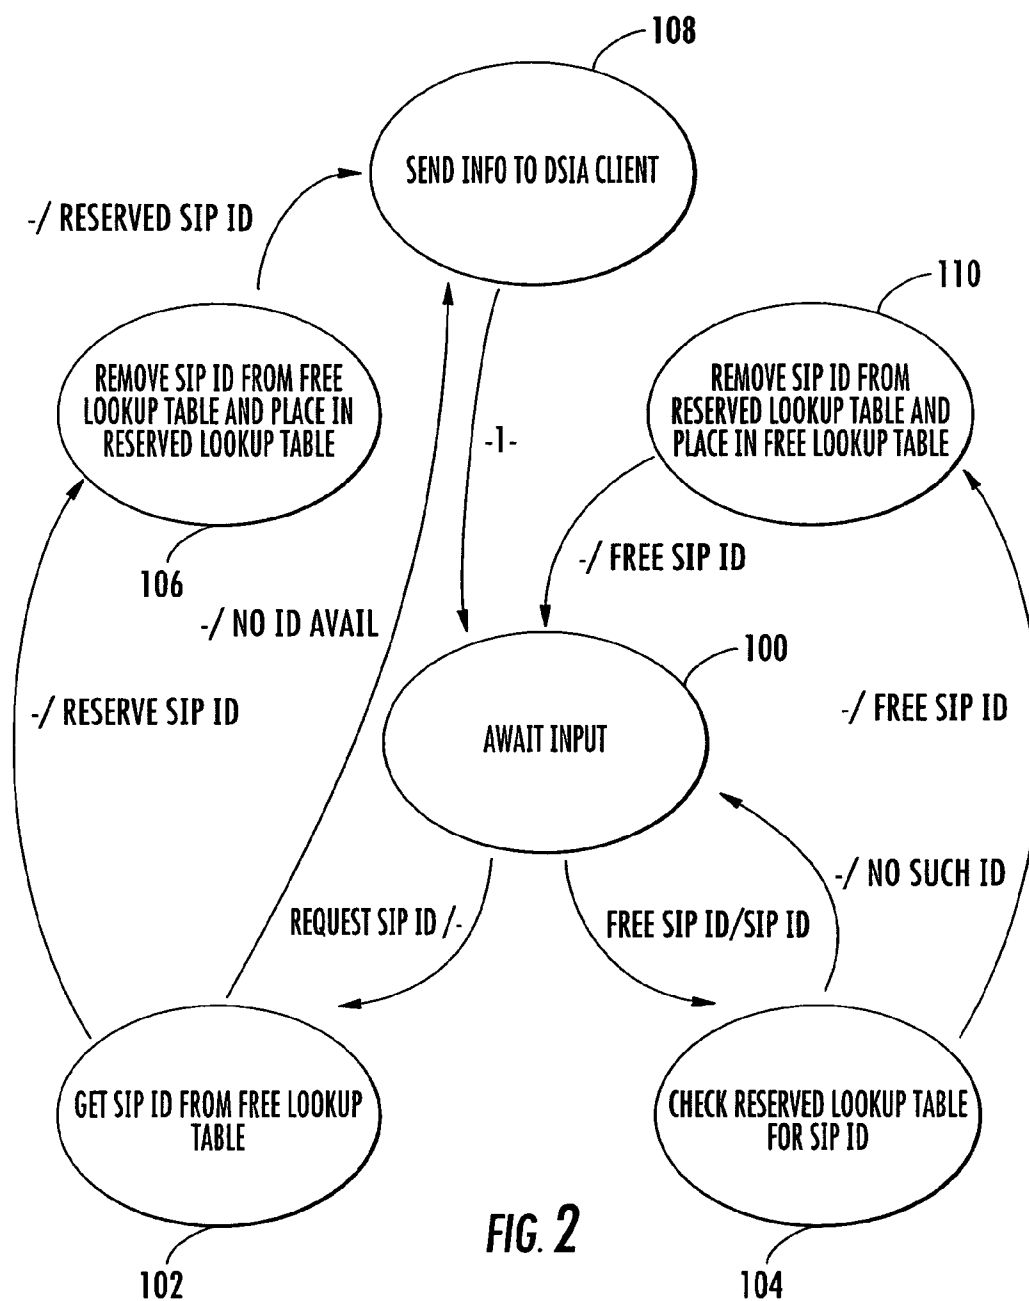 108
SEND INFO TO DSIA CLIENT
-/ RESERVED SIP ID
110
REMOVE SIP ID FROM FREE
LOOKUP TABLE AND PLACE IN
RESERVED LOOKUP TABLE
REMOVE SIP ID FROM
RESERVED LOOKUP TABLE AND
PLACE IN FREE LOOKUP TABLE
-1-
-/ FREE SIP ID
106
-/ NO ID AVAIL
100
-/ RESERVE SIP ID
-/ FREE SIP ID
AWAIT INPUT
-/ NO SUCH ID
REQUEST SIP ID /-
FREE SIP ID/SIP ID
GET SIP ID FROM FREE LOOKUP
TABLE
CHECK RESERVED LOOKUP TABLE
FOR SIP ID
FIG. 2
102
104